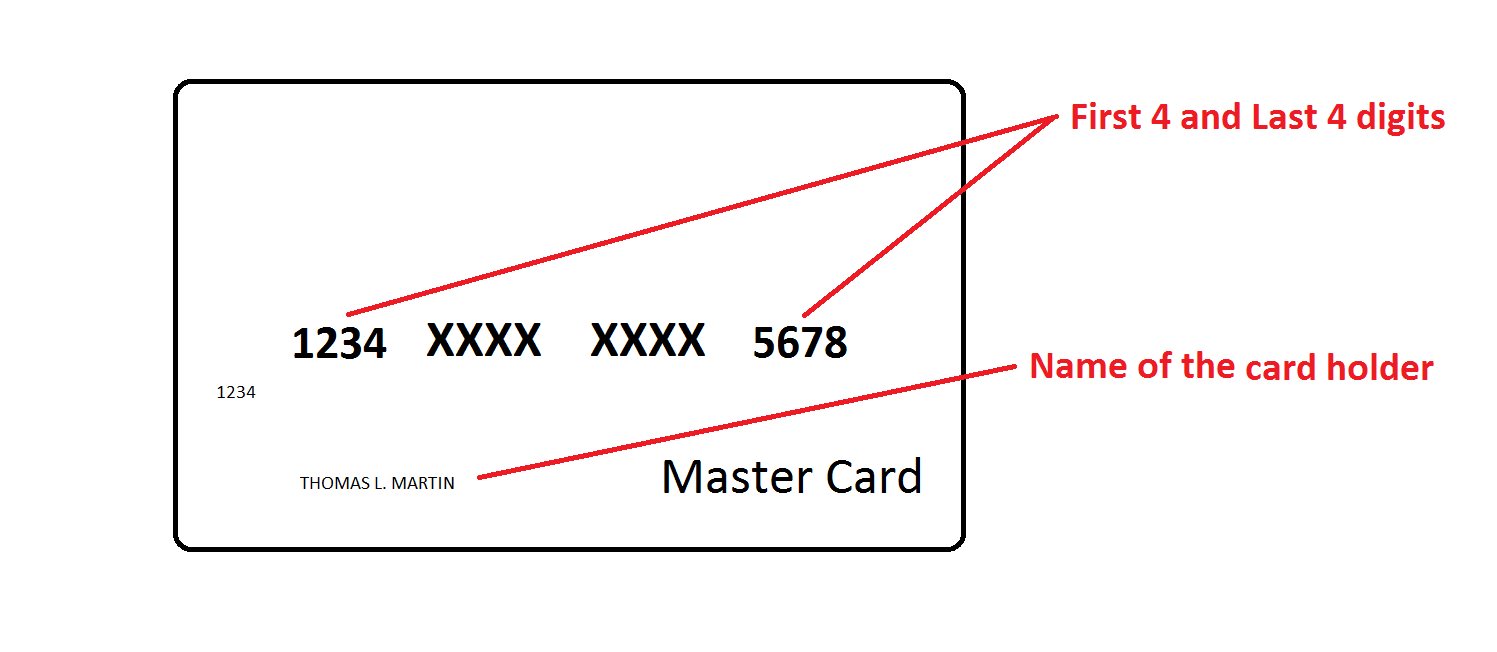 First 4 and Last 4 digits
1234 XXXX XXXX 5678
Name of the card holder
1234
THOMAS L. MARTIN
Master Card